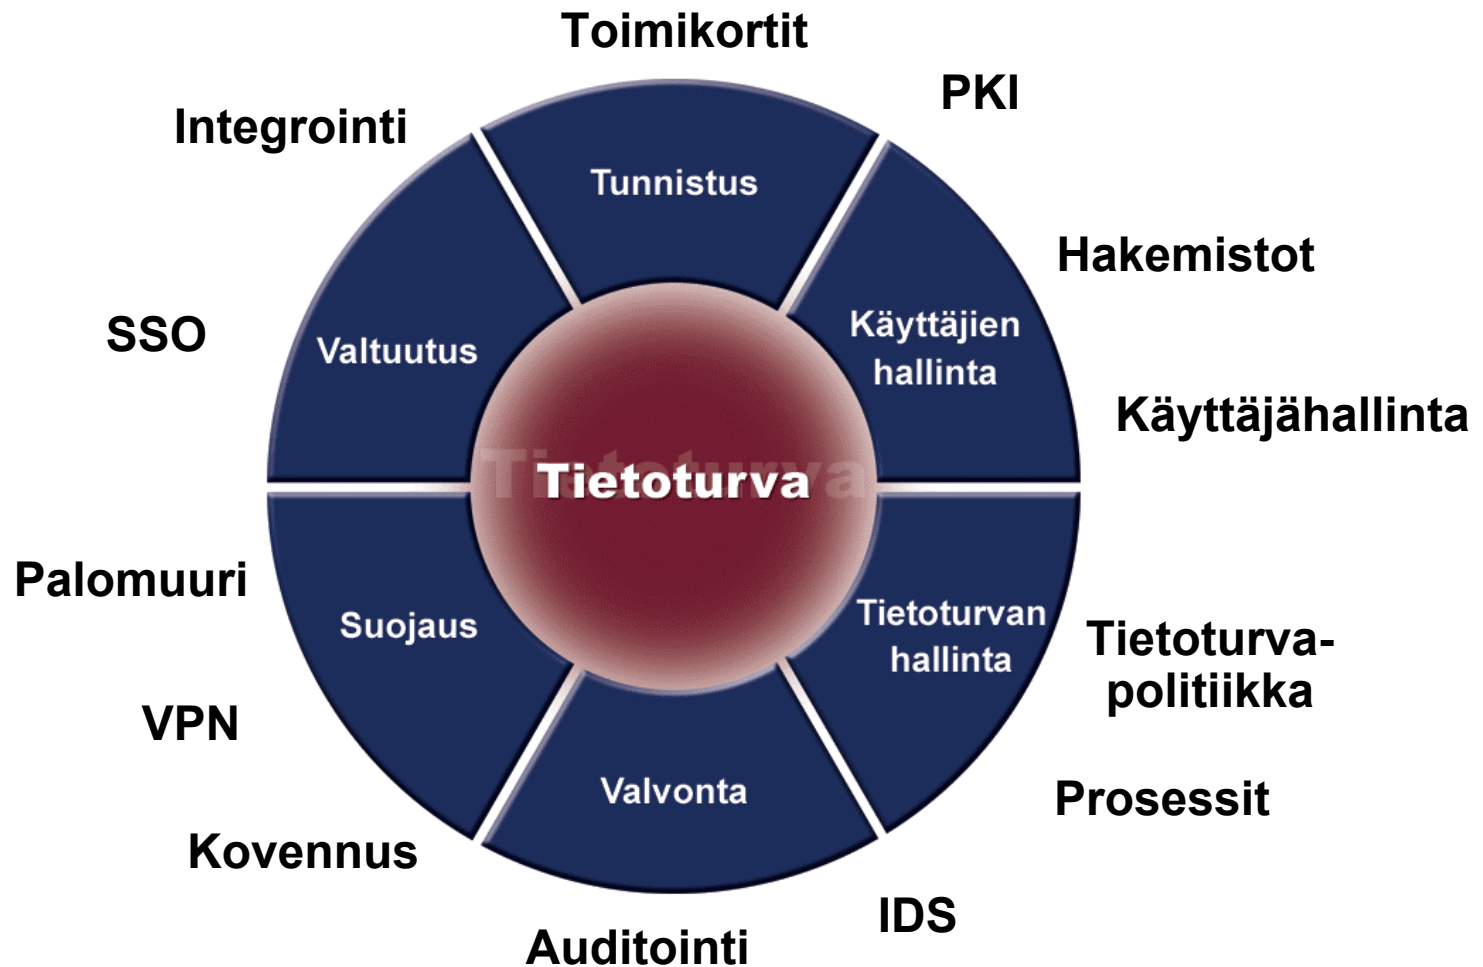 Toimikortit
PKI
Integrointi
Tunnistus
Hakemistot
SSO
Valtuutus
Käyttäjien
hallinta
Käyttäjähallinta
Tietoturva
Palomuuri
Suojaus
Tietoturvan
hallinta
Tietoturva-
politiikka
VPN
Valvonta
Prosessit
Kovennus
IDS
Auditointi